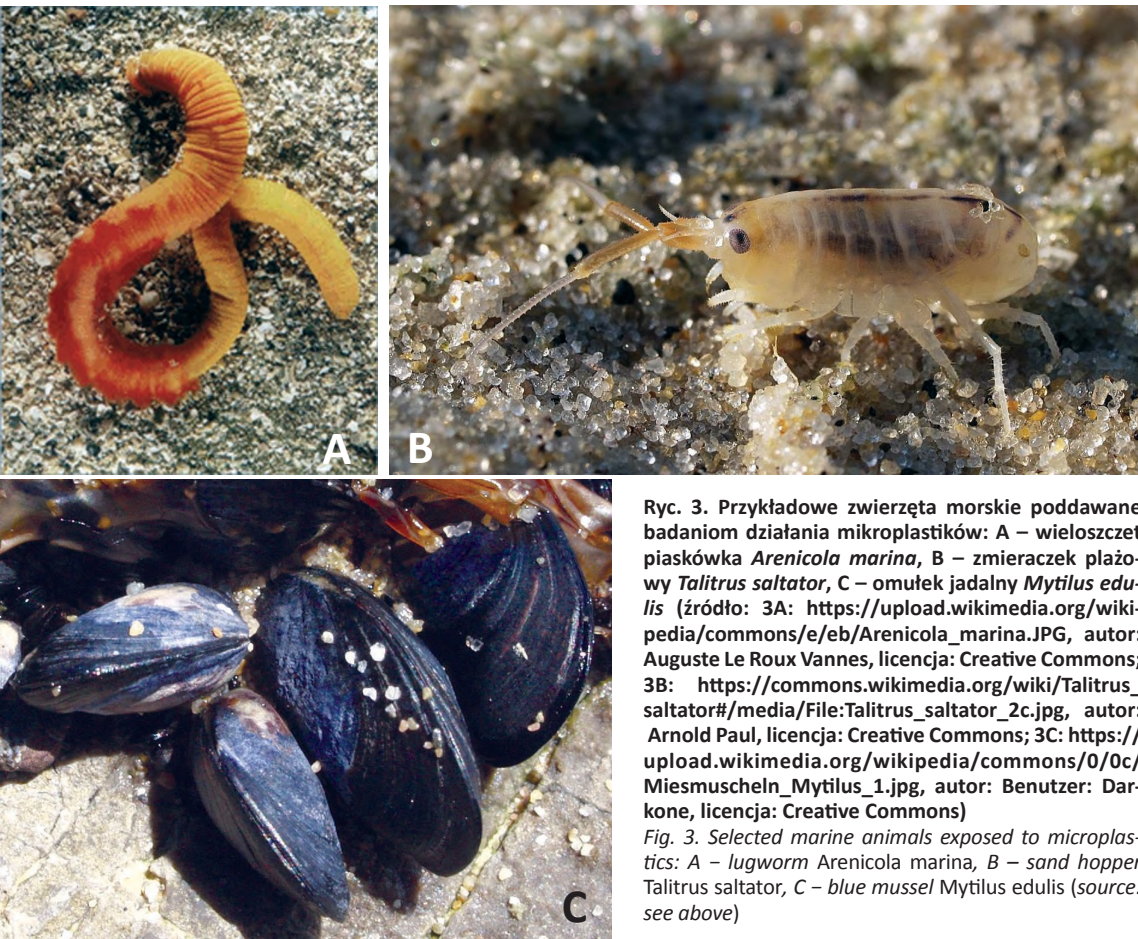 A
B
C
Ryc. 3. Przykładowe zwierzęta morskie poddawane
badaniom działania mikroplastików: A – wieloszczet
piaskówka Arenicola marina, B – zmieraczek plażo-
wy Talitrus saltator, C – omułek jadalny Mytilus edu-
lis (źródło: 3A: https://upload.wikimedia.org/wiki-
pedia/commons/e/eb/Arenicola_marina.JPG, autor:
Auguste Le Roux Vannes, licencja: Creative Commons;
3B: https://commons.wikimedia.org/wiki/Talitrus_
saltator#/media/File:Talitrus_saltator_2c.jpg, autor:
Arnold Paul, licencja: Creative Commons; 3C: https://
upload.wikimedia.org/wikipedia/commons/0/0c/
Miesmuscheln_Mytilus_1.jpg, autor: Benutzer: Dar-
kone, licencja: Creative Commons)
Fig. 3. Selected marine animals exposed to microplas-
tics: A − lugworm Arenicola marina, B – sand hopper
Talitrus saltator, C − blue mussel Mytilus edulis (source:
see above)